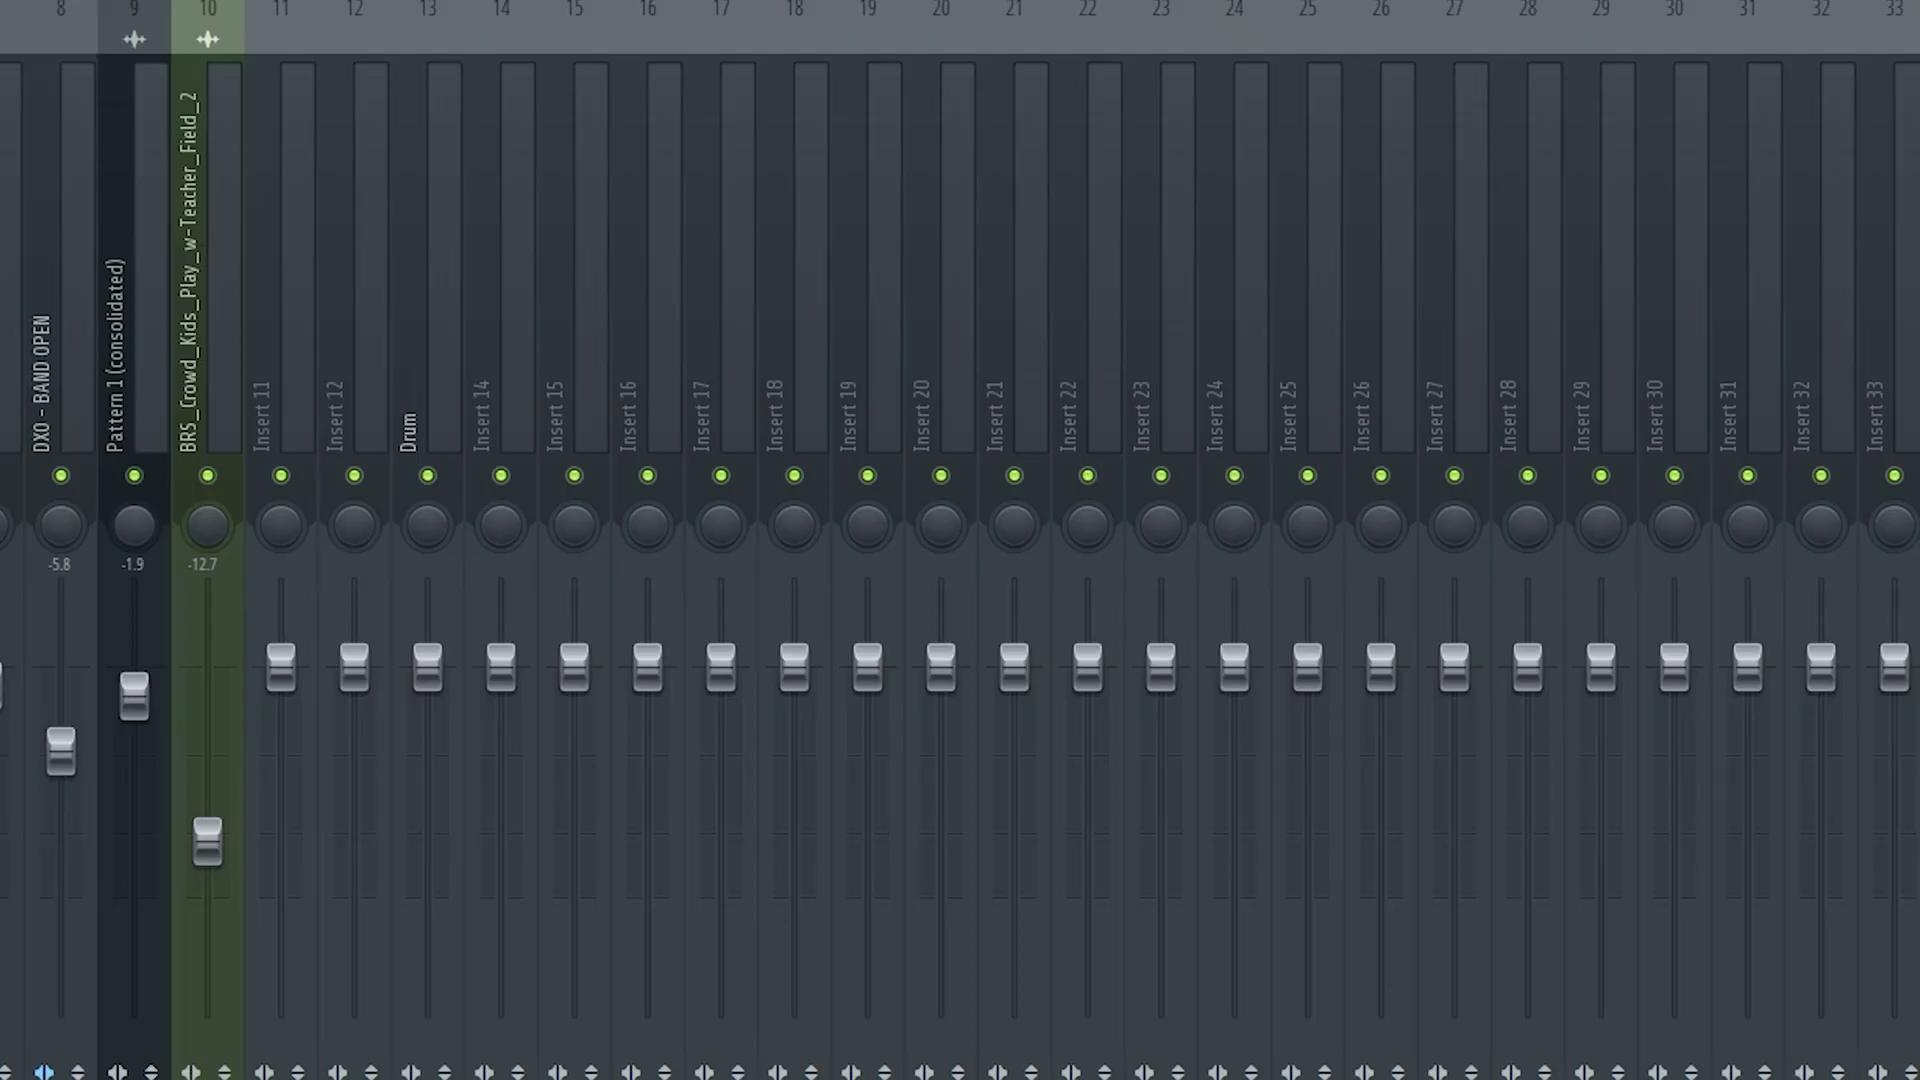 8 9 10 11 12 13 14 15 16 17 18 19 20 21 22 23 24 25 26 27 28 29 30 31 32 33
DXO - BAND OPEN
Pattern 1 (consolidated)
BRS_Crowd_Kids_Play_w-Teacher_Field_2
Insert 11
Insert 12
Drum
Insert 14
Insert 15
Insert 16
Insert 17
Insert 18
Insert 19
Insert 20
Insert 21
Insert 22
Insert 23
Insert 24
Insert 25
Insert 26
Insert 27
Insert 28
Insert 29
Insert 30
Insert 31
Insert 32
Insert 33
-5.8 -1.9 -12.7